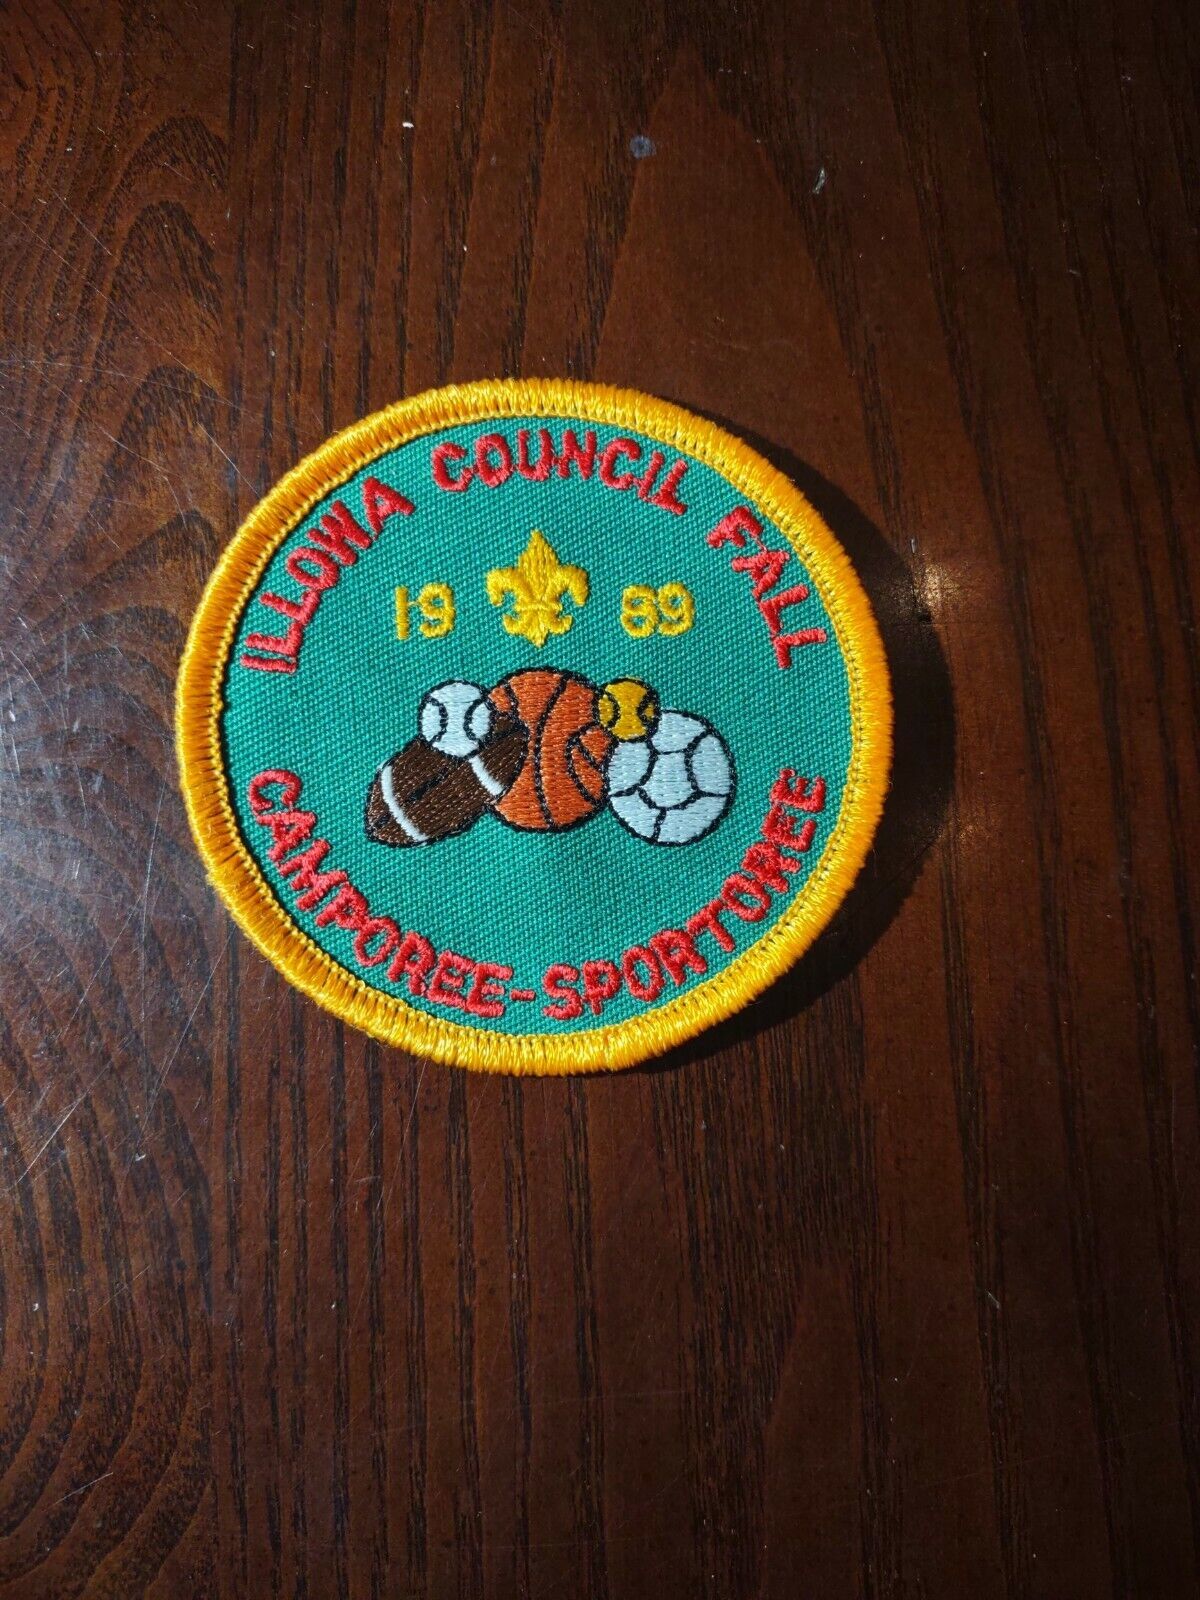 ILLOWA COUNCIL FALL
19 89
CAMPOREE-SPORTOREE